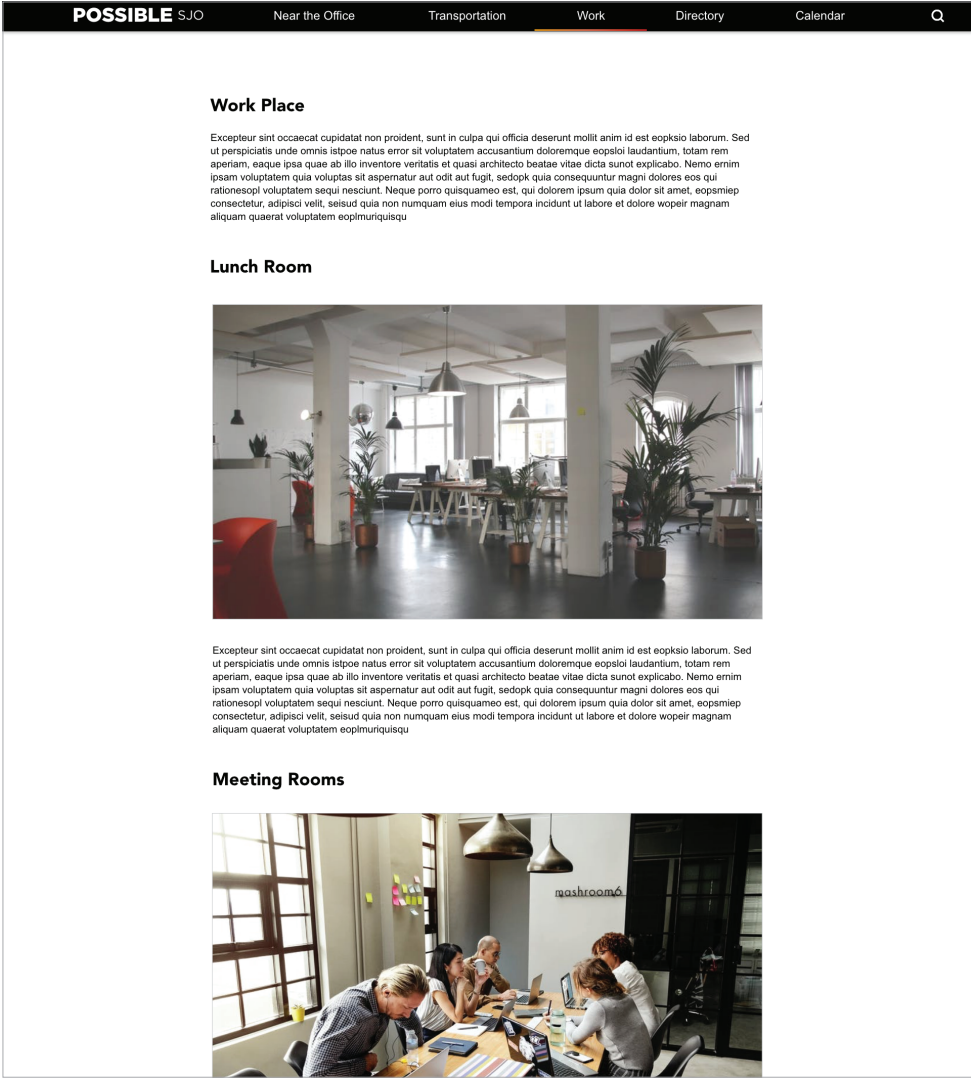 POSSIBLE SJO Near the Office Transportation Work Directory Calendar
Work Place
Excepteur sint occaecat cupidatat non proident, sunt in culpa qui officia deserunt mollit anim id est eopksio laborum. Sed
ut perspiciatis unde omnis istpoe natus error sit voluptatem accusantium doloremque eopsloi laudantium, totam rem
aperiam, eaque ipsa quae ab illo inventore veritatis et quasi architecto beatae vitae dicta sunot explicabo. Nemo ernim
ipsam voluptatem quia voluptas sit aspernatur aut odit aut fugit, sedopk quia consequuntur magni dolores eos qui
rationesopl voluptatem sequi nesciunt. Neque porro quisquameo est, qui dolorem ipsum quia dolor sit amet, eopsmiep
consectetur, adipisci velit, seisud quia non numquam eius modi tempora incidunt ut labore et dolore wopeir magnam
aliquam quaerat voluptatem eoplmuriquisqu
Lunch Room
Excepteur sint occaecat cupidatat non proident, sunt in culpa qui officia deserunt mollit anim id est eopksio laborum. Sed
ut perspiciatis unde omnis istpoe natus error sit voluptatem accusantium doloremque eopsloi laudantium, totam rem
aperiam, eaque ipsa quae ab illo inventore veritatis et quasi architecto beatae vitae dicta sunot explicabo. Nemo ernim
ipsam voluptatem quia voluptas sit aspernatur aut odit aut fugit, sedopk quia consequuntur magni dolores eos qui
rationesopl voluptatem sequi nesciunt. Neque porro quisquameo est, qui dolorem ipsum quia dolor sit amet, eopsmiep
consectetur, adipisci velit, seisud quia non numquam eius modi tempora incidunt ut labore et dolore wopeir magnam
aliquam quaerat voluptatem eoplmuriquisqu
Meeting Rooms
mashroom6